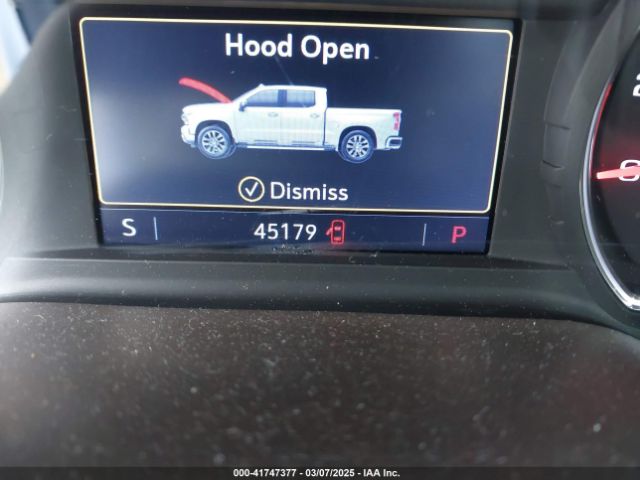 Hood Open
Dismiss
S 45179 P
000-41747377 - 03/07/2025 - IAA Inc.